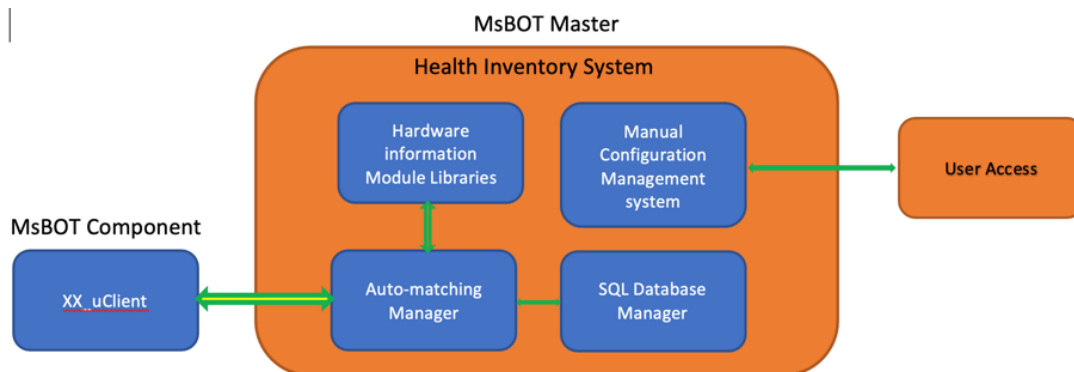 MsBOT Master
Health Inventory System
Hardware
information
Module Libraries
Manual
Configuration
Management
system
User Access
MsBOT Component
XX_uClient
Auto-matching
Manager
SQL Database
Manager